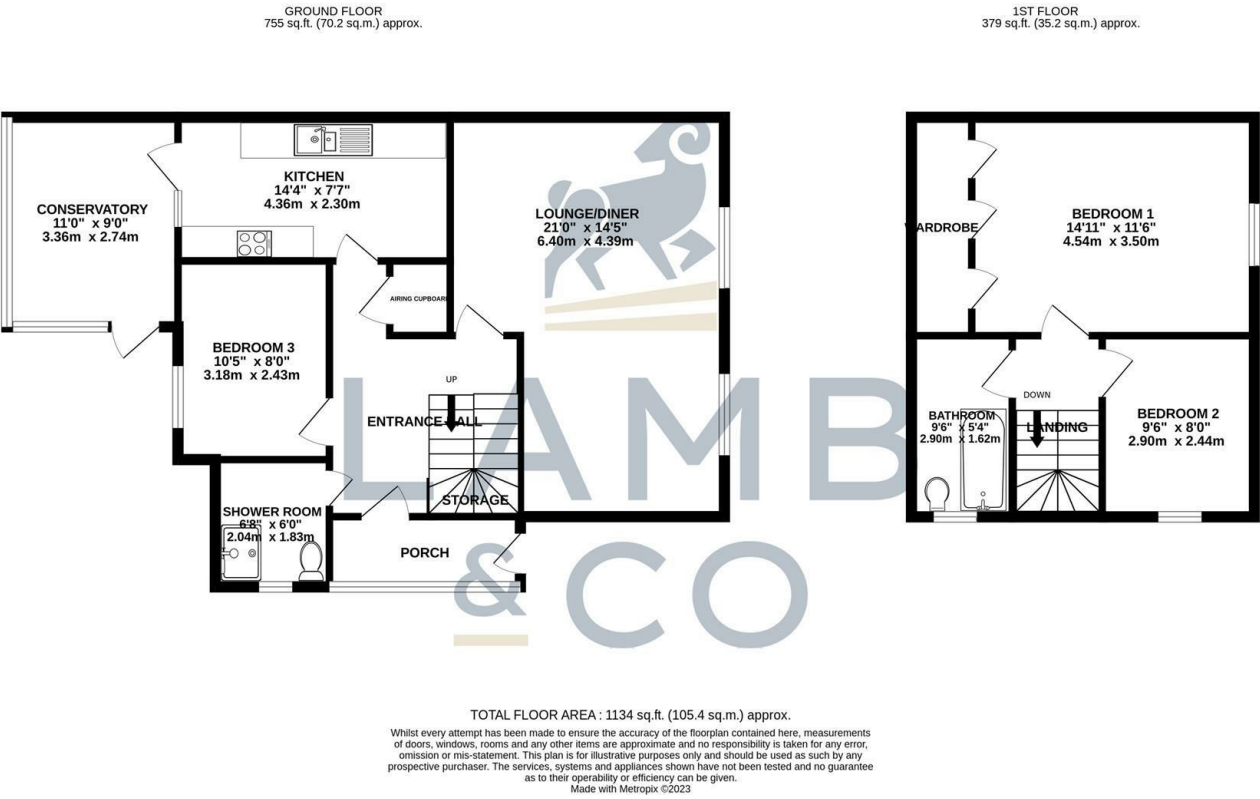 GROUND FLOOR
755 sq.ft. (70.2 sq.m.) approx.
1ST FLOOR
379 sq.ft. (35.2 sq.m.) approx.
CONSERVATORY
11'0" x 9'0"
3.36m x 2.74m
KITCHEN
14'4" x 7'7"
4.36m x 2.30m
LOUNGE/DINER
21'0" x 14'5"
6.40m x 4.39m
AIRING CUPBOARD
BEDROOM 3
10'5" x 8'0"
3.18m x 2.43m
UP
ENTRANCE HALL
STORAGE
SHOWER ROOM
6'8" x 6'0"
2.04m x 1.83m
PORCH
WARDROBE
BEDROOM 1
14'11" x 11'6"
4.54m x 3.50m
DOWN
BATHROOM
9'6" x 5'4"
2.90m x 1.62m
LANDING
BEDROOM 2
9'6" x 8'0"
2.90m x 2.44m
LAMB
& CO
TOTAL FLOOR AREA : 1134 sq.ft. (105.4 sq.m.) approx.
Whilst every attempt has been made to ensure the accuracy of the floorplan contained here, measurements
of doors, windows, rooms and any other items are approximate and no responsibility is taken for any error,
omission or mis-statement. This plan is for illustrative purposes only and should be used as such by any
prospective purchaser. The services, systems and appliances shown have not been tested and no guarantee
as to their operability or efficiency can be given.
Made with Metropix ©2023